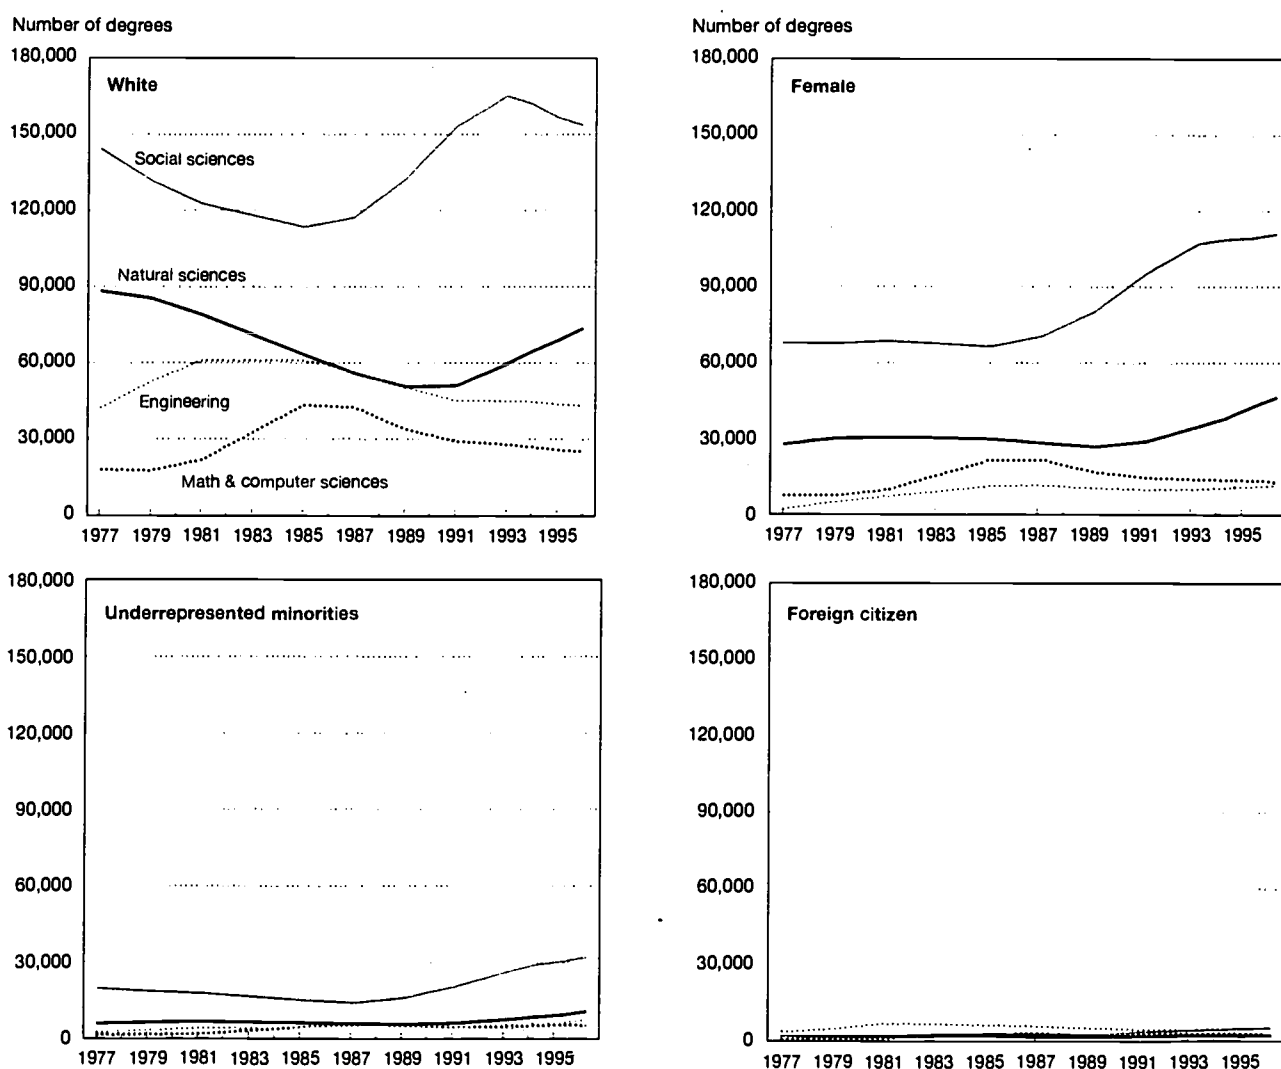 Number of degrees
180,000
White
150,000
Social sciences
120,000
90,000
Natural sciences
60,000
Engineering
30,000
Math & computer sciences
0
1977 1979 1981 1983 1985 1987 1989 1991 1993 1995
Number of degrees
180,000
Female
150,000
120,000
90,000
60,000
30,000
0
1977 1979 1981 1983 1985 1987 1989 1991 1993 1995
180,000
Underrepresented minorities
150,000
120,000
90,000
60,000
30,000
0
1977 1979 1981 1983 1985 1987 1989 1991 1993 1995
180,000
Foreign citizen
150,000
120,000
90,000
60,000
30,000
0
1977 1979 1981 1983 1985 1987 1989 1991 1993 1995